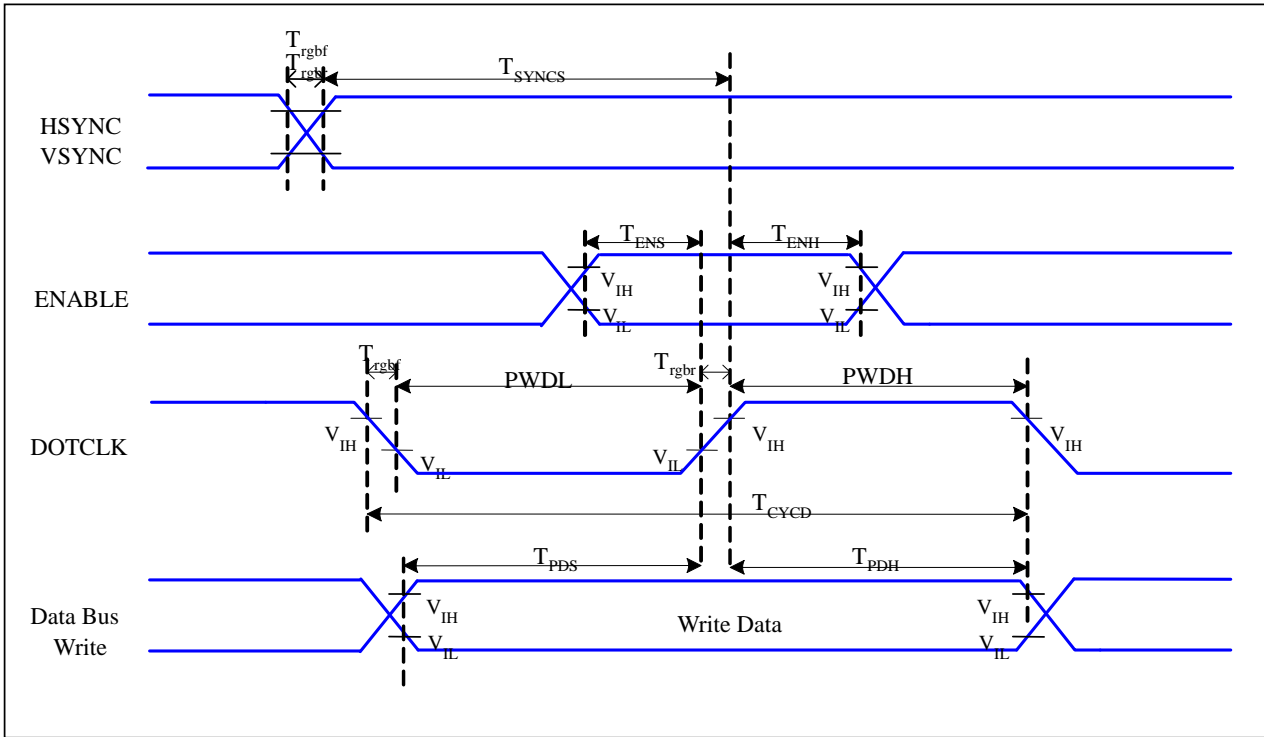 Trgbf
Trgbr
TSYNCS
HSYNC
VSYNC
TENS
TENH
VIH
VIH
ENABLE
VIL
VIL
Trgbf
Trgbr
PWDL
PWDH
DOTCLK
VIH
VIH
VIH
VIL
VIL
TCYCD
TPDS
TPDH
Data Bus
Write
VIH
VIH
Write Data
VIL
VIL